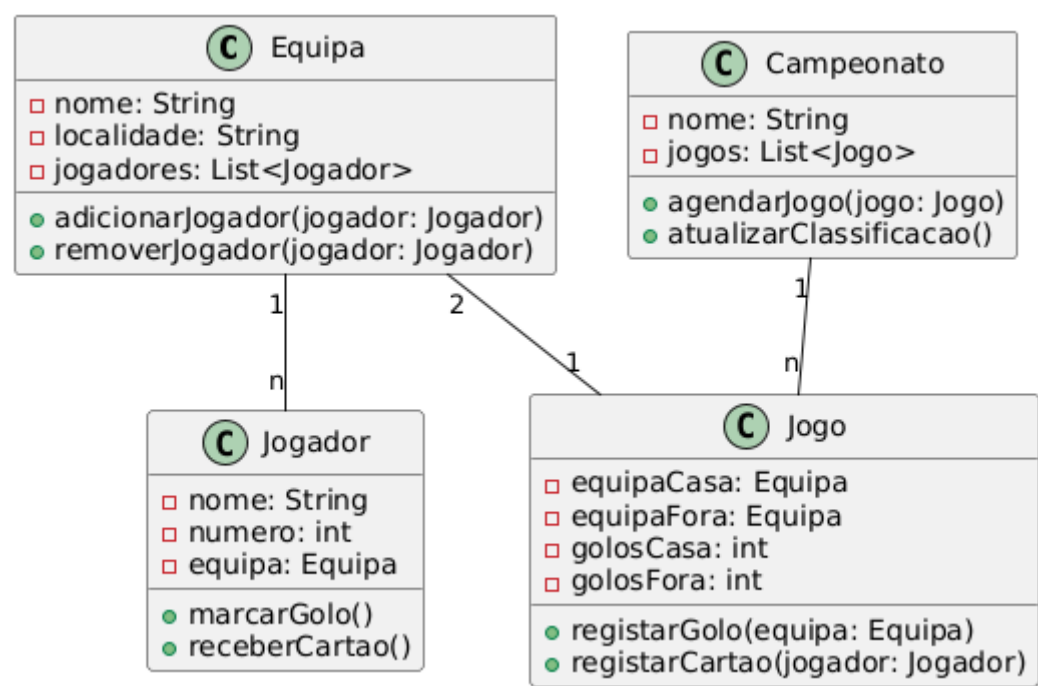 C Equipa
nome: String
localidade: String
jogadores: List<Jogador>
adicionarJogador(jogador: Jogador)
removerJogador(jogador: Jogador)
C Campeonato
nome: String
jogos: List<Jogo>
agendarJogo(jogo: Jogo)
atualizarClassificacao()
1
n
2
1
1
n
C Jogador
nome: String
numero: int
equipa: Equipa
marcarGolo()
receberCartao()
C Jogo
equipaCasa: Equipa
equipaFora: Equipa
golosCasa: int
golosFora: int
registarGolo(equipa: Equipa)
registarCartao(jogador: Jogador)